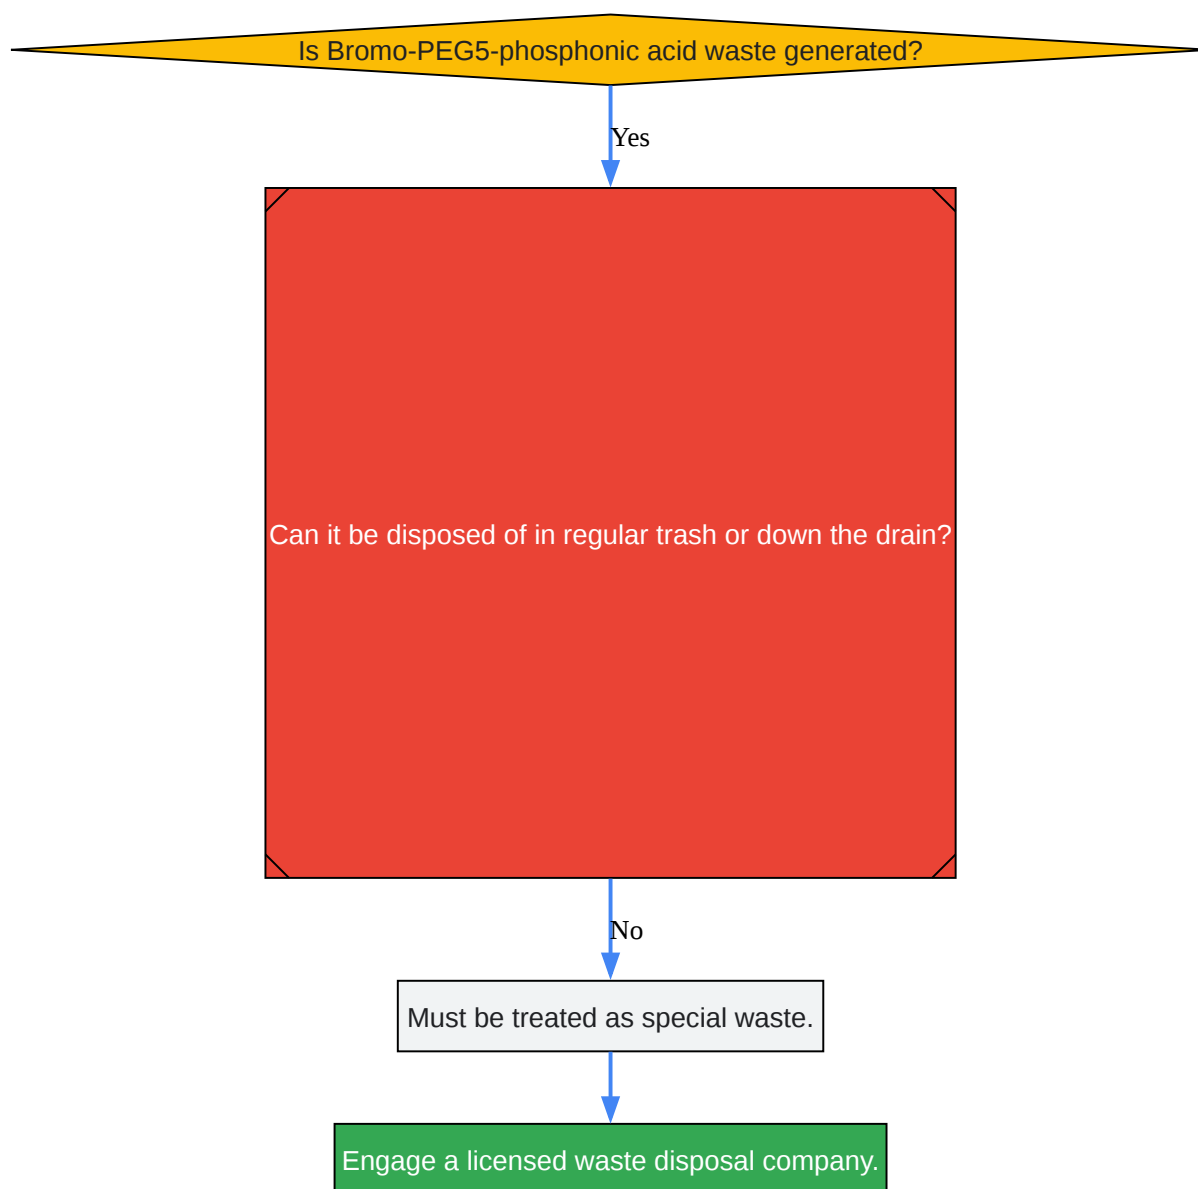 Is Bromo-PEG5-phosphonic acid waste generated?
Yes
Can it be disposed of in regular trash or down the drain?
No
Must be treated as special waste.
Engage a licensed waste disposal company.